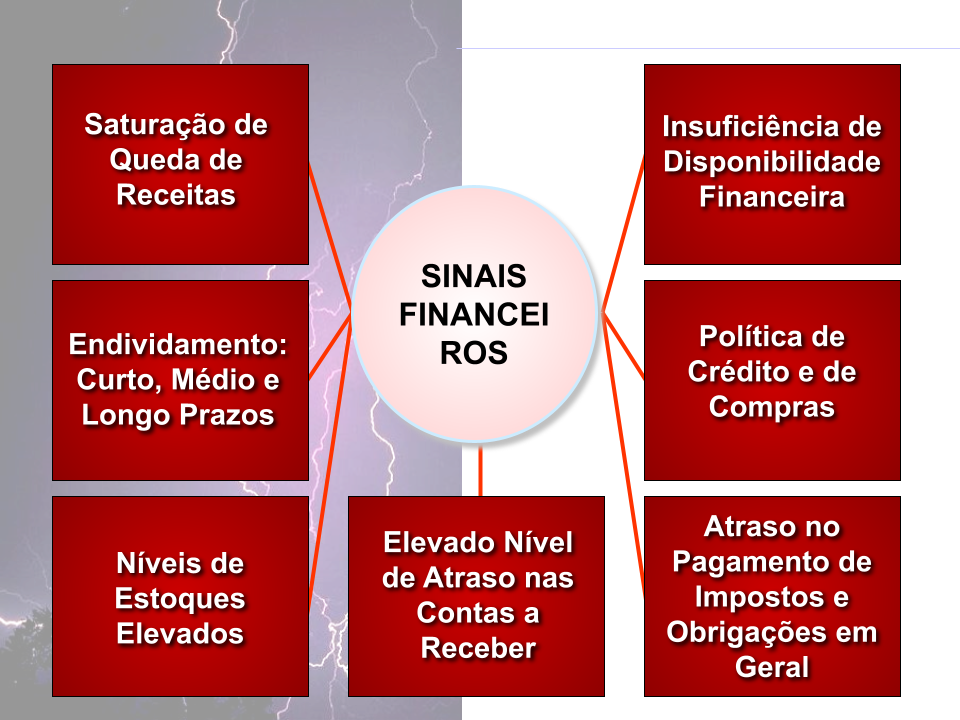 Saturação de
Queda de
Receitas
Insuficiência de
Disponibilidade
Financeira
SINAIS
FINANCEI
ROS
Endividamento:
Curto, Médio e
Longo Prazos
Política de
Crédito e de
Compras
Níveis de
Estoques
Elevados
Elevado Nível
de Atraso nas
Contas a
Receber
Atraso no
Pagamento de
Impostos e
Obrigações em
Geral